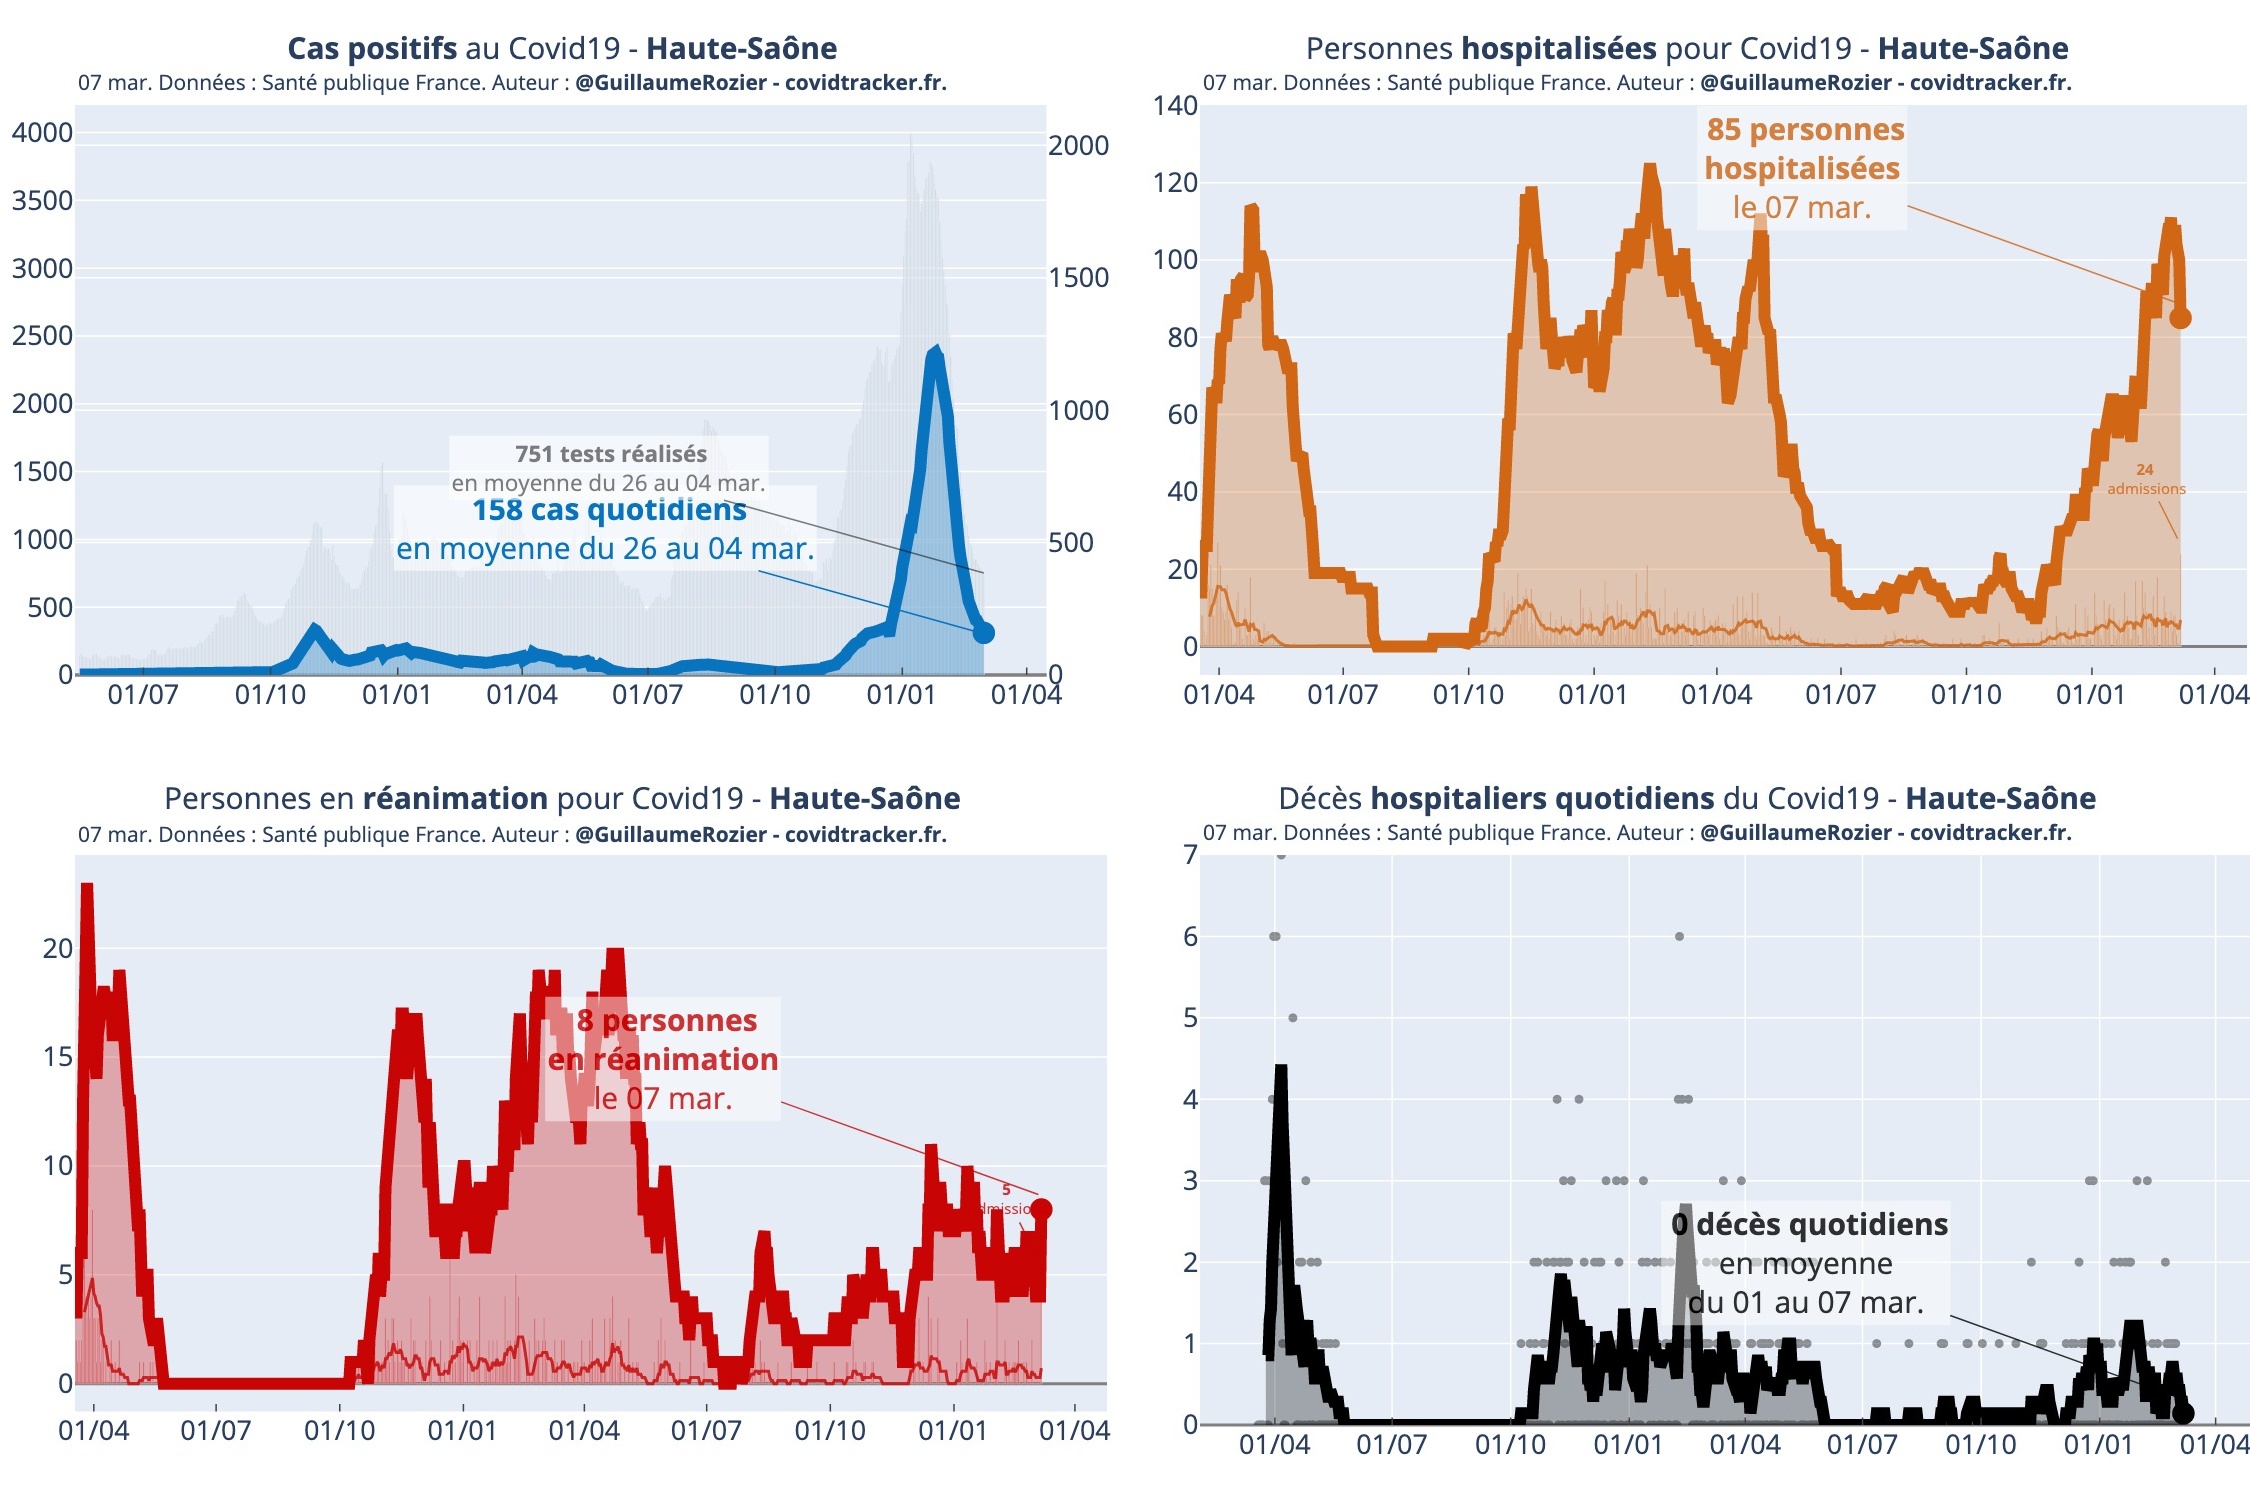 Cas positifs au Covid19 - Haute-Saône
07 mar. Données : Santé publique France. Auteur : @GuillaumeRozier - covidtracker.fr.
4000
3500
3000
2500
2000
1500
1000
500
0
2000
1500
1000
500
0
751 tests réalisés
en moyenne du 26 au 04 mar.
158 cas quotidiens
en moyenne du 26 au 04 mar.
01/07 01/10 01/01 01/04 01/07 01/10 01/01 01/04
Personnes hospitalisées pour Covid19 - Haute-Saône
07 mar. Données : Santé publique France. Auteur : @GuillaumeRozier - covidtracker.fr.
140
120
100
80
60
40
20
0
85 personnes
hospitalisées
le 07 mar.
24
admissions
01/04 01/07 01/10 01/01 01/04 01/07 01/10 01/01 01/04
Personnes en réanimation pour Covid19 - Haute-Saône
07 mar. Données : Santé publique France. Auteur : @GuillaumeRozier - covidtracker.fr.
20
15
10
5
0
8 personnes
en réanimation
le 07 mar.
5
01/04 01/07 01/10 01/01 01/04 01/07 01/10 01/01 01/04
Décès hospitaliers quotidiens du Covid19 - Haute-Saône
07 mar. Données : Santé publique France. Auteur : @GuillaumeRozier - covidtracker.fr.
7
6
5
4
3
2
1
0
0 décès quotidiens
en moyenne
du 01 au 07 mar.
01/04 01/07 01/10 01/01 01/04 01/07 01/10 01/01 01/04